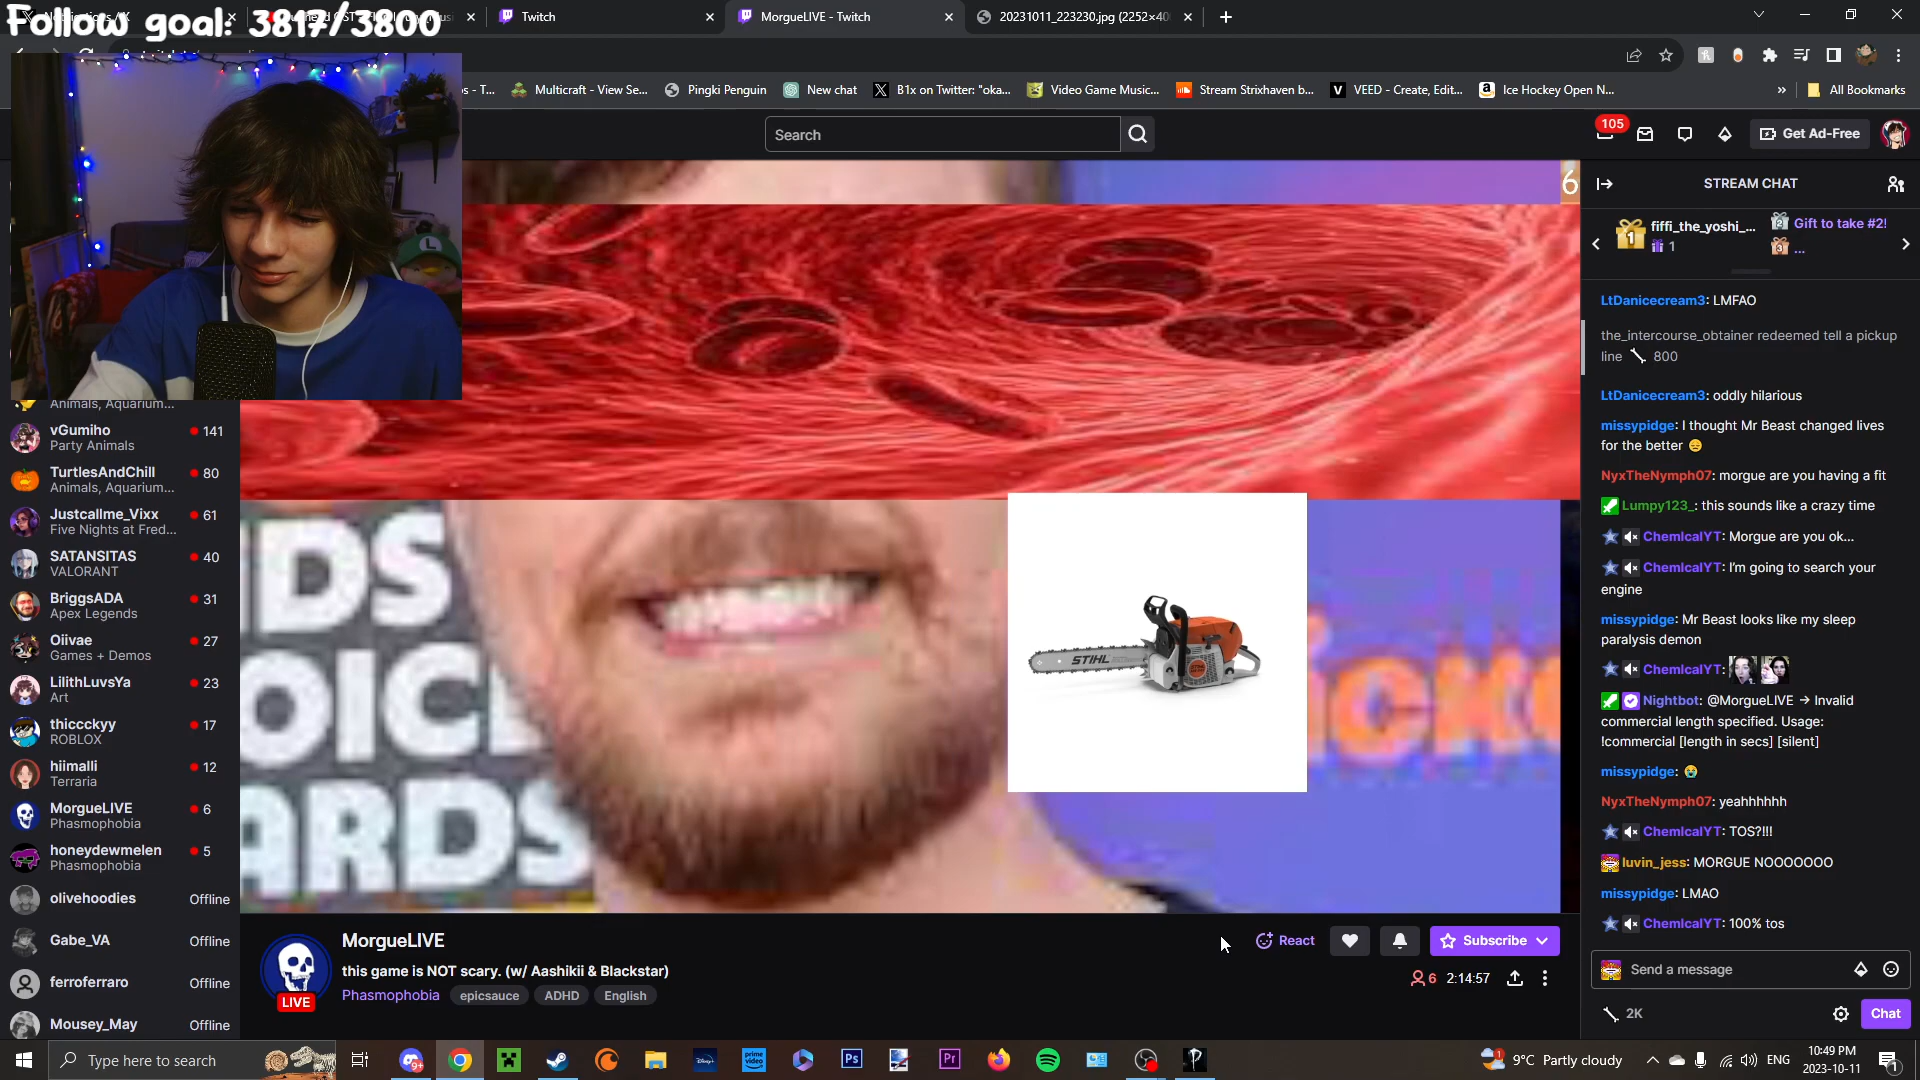 Follow goal: 3817/3800
Twitch
MorgueLIVE - Twitch
20231011_223230.jpg (2252×40
Multicraft - View Se...
Pingki Penguin
New chat
B1x on Twitter: "oka...
Video Game Music...
Stream Strixhaven b...
VEED - Create, Edit...
Ice Hockey Open N...
All Bookmarks
Search
105
Get Ad-Free
STREAM CHAT
fiffi_the_yoshi_...
1
Gift to take #2!
...
6
LtDanicecream3: LMFAO
the_intercourse_obtainer redeemed tell a pickup
line 800
LtDanicecream3: oddly hilarious
missypidge: I thought Mr Beast changed lives
for the better
NyxTheNymph07: morgue are you having a fit
Lumpy123_: this sounds like a crazy time
ChemIcalYT: Morgue are you ok...
ChemIcalYT: I'm going to search your
engine
missypidge: Mr Beast looks like my sleep
paralysis demon
ChemIcalYT:
Nightbot: @MorgueLIVE → Invalid
commercial length specified. Usage:
!commercial [length in secs] [silent]
missypidge:
NyxTheNymph07: yeahhhhhh
ChemIcalYT: TOS?!!!
luvin_jess: MORGUE NOOOOOOO
missypidge: LMAO
ChemIcalYT: 100% tos
Send a message
2K
Chat
Animals, Aquarium...
vGumiho 141
Party Animals
TurtlesAndChill 80
Animals, Aquarium...
Justcallme_Vixx 61
Five Nights at Fred...
SATANSITAS 40
VALORANT
BriggsADA 31
Apex Legends
Oiivae 27
Games + Demos
LilithLuvsYa 23
Art
thiccckyy 17
ROBLOX
hiimalli 12
Terraria
MorgueLIVE 6
Phasmophobia
honeydewmelen 5
Phasmophobia
olivehoodies Offline
Gabe_VA Offline
ferroferraro Offline
Mousey_May Offline
STIHL
LIVE
MorgueLIVE
this game is NOT scary. (w/ Aashikii & Blackstar)
Phasmophobia epicsauce ADHD English
React
Subscribe
6 2:14:57
Type here to search
9°C Partly cloudy
ENG
10:49 PM
2023-10-11